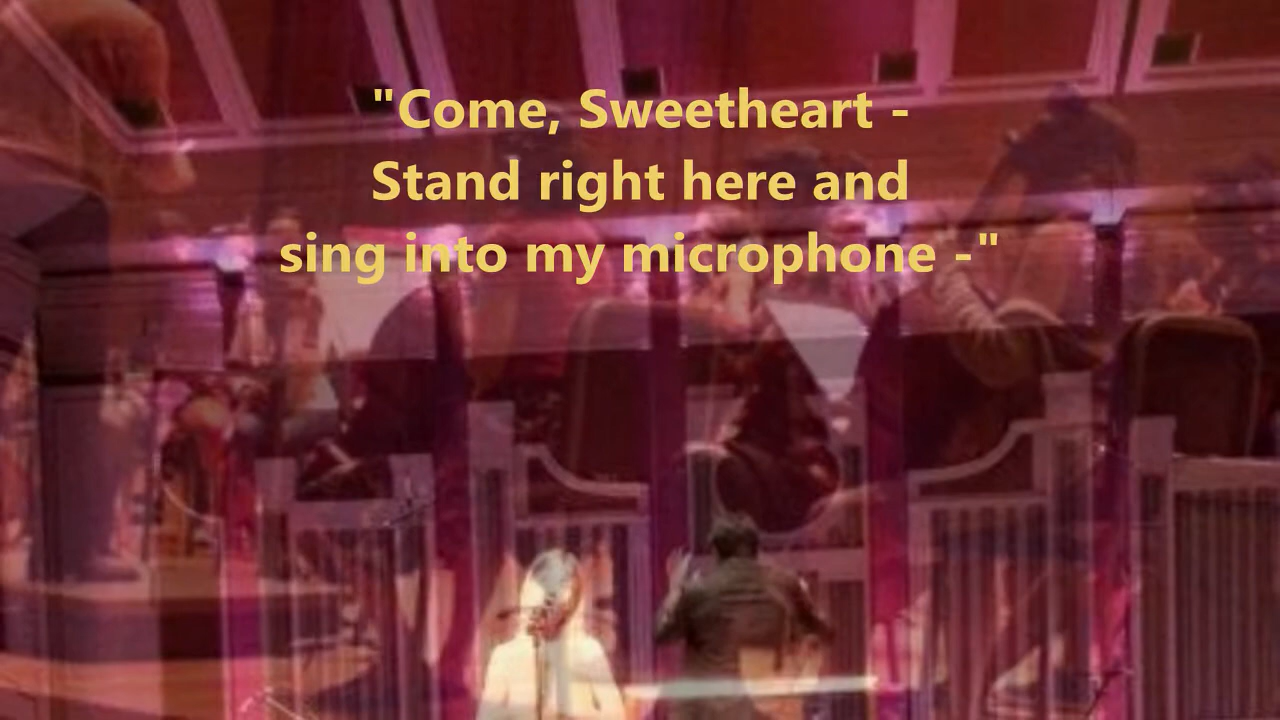 "Come, Sweetheart -
Stand right here and
sing into my microphone -"